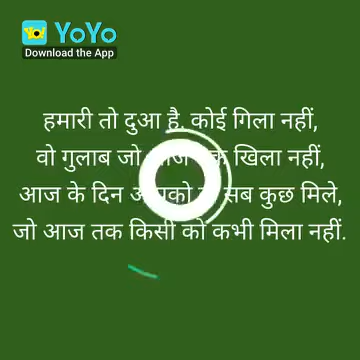 YoYo
Download the App
हमारी तो दुआ है, कोई गिला नहीं,
वो गुलाब जो खिला नहीं,
आज के दिन सब कुछ मिले,
जो आज तक किसी को कभी मिला नहीं.